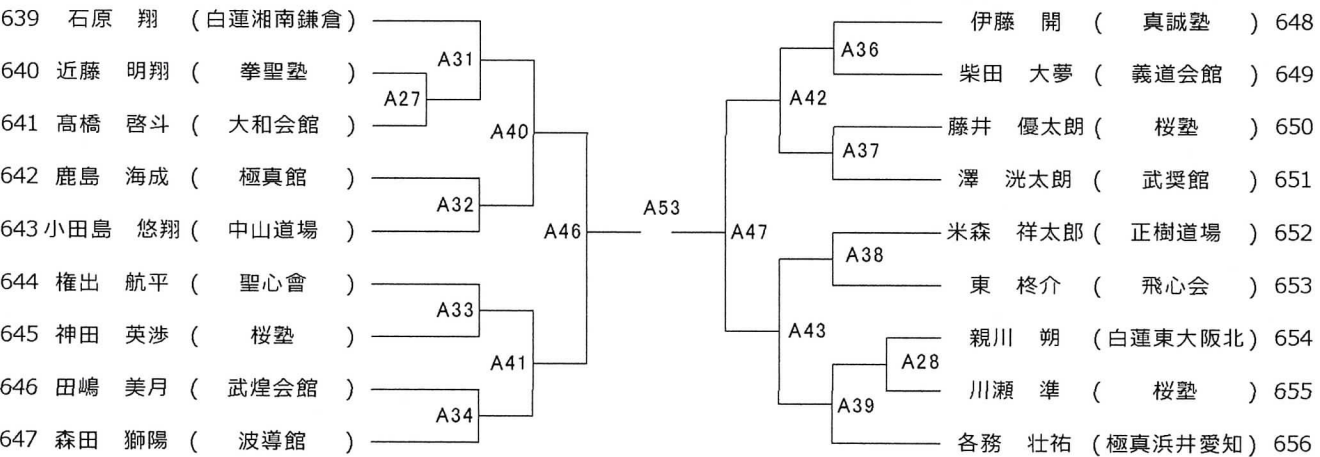 639 石原 翔 (白蓮湘南鎌倉)
640 近藤 明翔 ( 拳聖塾 )
641 髙橋 啓斗 ( 大和会館 )
642 鹿島 海成 ( 極真館 )
643 小田島 悠翔 ( 中山道場 )
644 権出 航平 ( 聖心會 )
645 神田 英渉 ( 桜塾 )
646 田嶋 美月 ( 武煌会館 )
647 森田 獅陽 ( 波導館 )
A31
A27
A40
A32
A46
A33
A41
A34
A53
A36
A42
A37
A47
A38
A43
A28
A39
伊藤 開 ( 真誠塾 ) 648
柴田 大夢 ( 義道会館 ) 649
藤井 優太朗 ( 桜塾 ) 650
澤 洸太朗 ( 武奨館 ) 651
米森 祥太郎 ( 正樹道場 ) 652
東 柊介 ( 飛心会 ) 653
親川 朔 (白蓮東大阪北) 654
川瀬 準 ( 桜塾 ) 655
各務 壮祐 (極真浜井愛知) 656